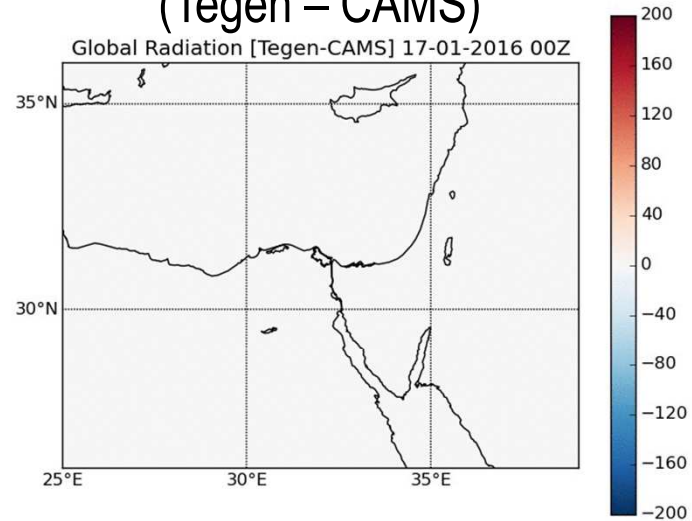 (Tegen – CAMS)
Global Radiation [Tegen-CAMS] 17-01-2016 00Z
200
160
120
80
40
0
−40
−80
−120
−160
−200
35°N
30°N
25°E
30°E
35°E